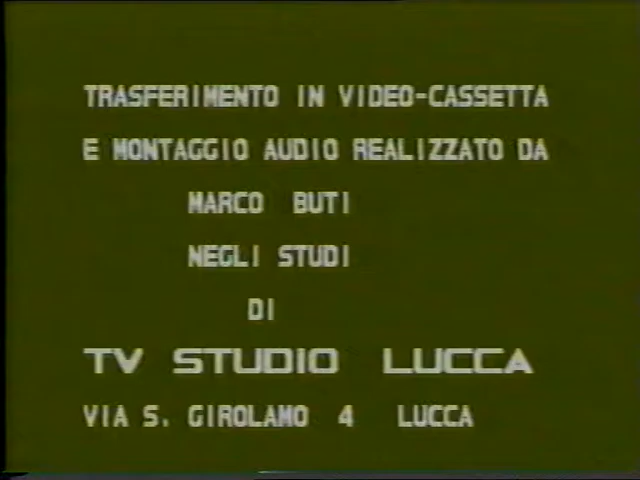 TRASFERIMENTO IN VIDEO-CASSETTA
E MONTAGGIO AUDIO REALIZZATO DA
MARCO BUTI
NEGLI STUDI
DI
TV STUDIO LUCCA
VIA S. GIROLAMO 4 LUCCA